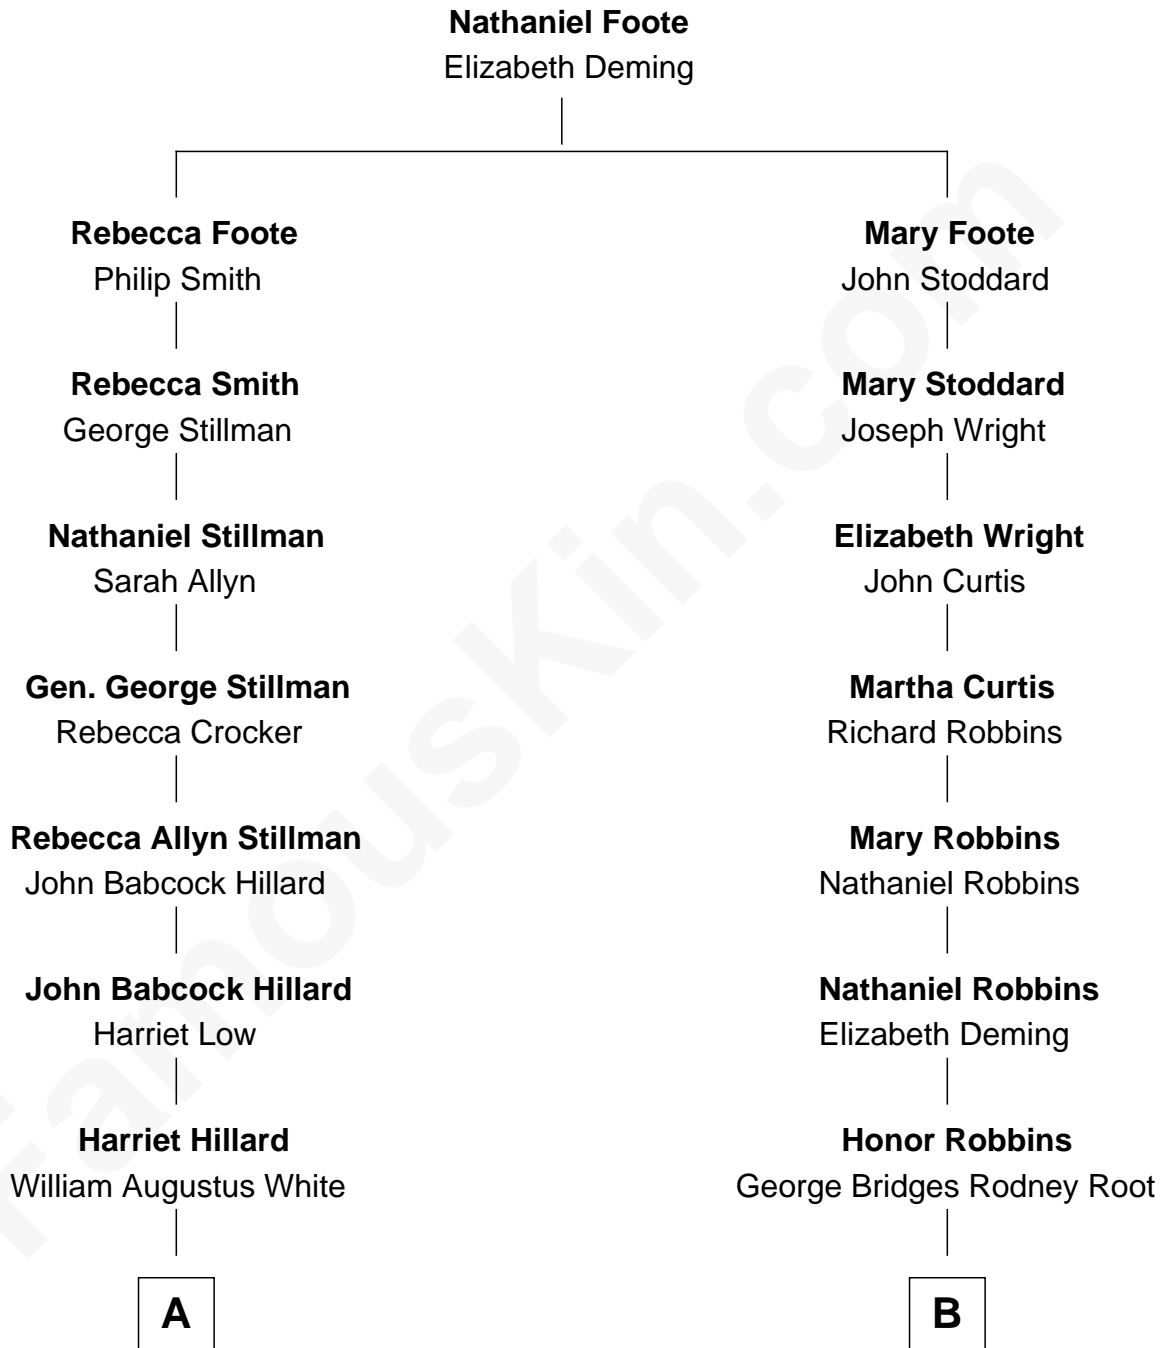 Nathaniel Foote
Elizabeth Deming
Rebecca Foote
Philip Smith
Mary Foote
John Stoddard
Rebecca Smith
George Stillman
Mary Stoddard
Joseph Wright
Nathaniel Stillman
Sarah Allyn
Elizabeth Wright
John Curtis
Gen. George Stillman
Rebecca Crocker
Martha Curtis
Richard Robbins
Rebecca Allyn Stillman
John Babcock Hillard
Mary Robbins
Nathaniel Robbins
John Babcock Hillard
Harriet Low
Nathaniel Robbins
Elizabeth Deming
Harriet Hillard
William Augustus White
Honor Robbins
George Bridges Rodney Root
A
B
FamousKin.com